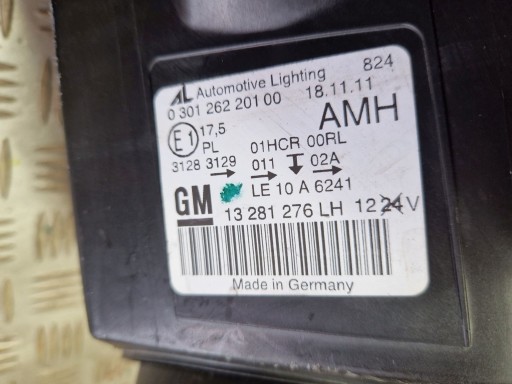 AL Automotive Lighting 824
0 301 262 201 00 18.11.11
AMH
E1 17,5
PL 01HCR 00RL
3128 3129 011 02A
LE 10 A 6241
GM 13 281 276 LH 12 24 V
Made in Germany